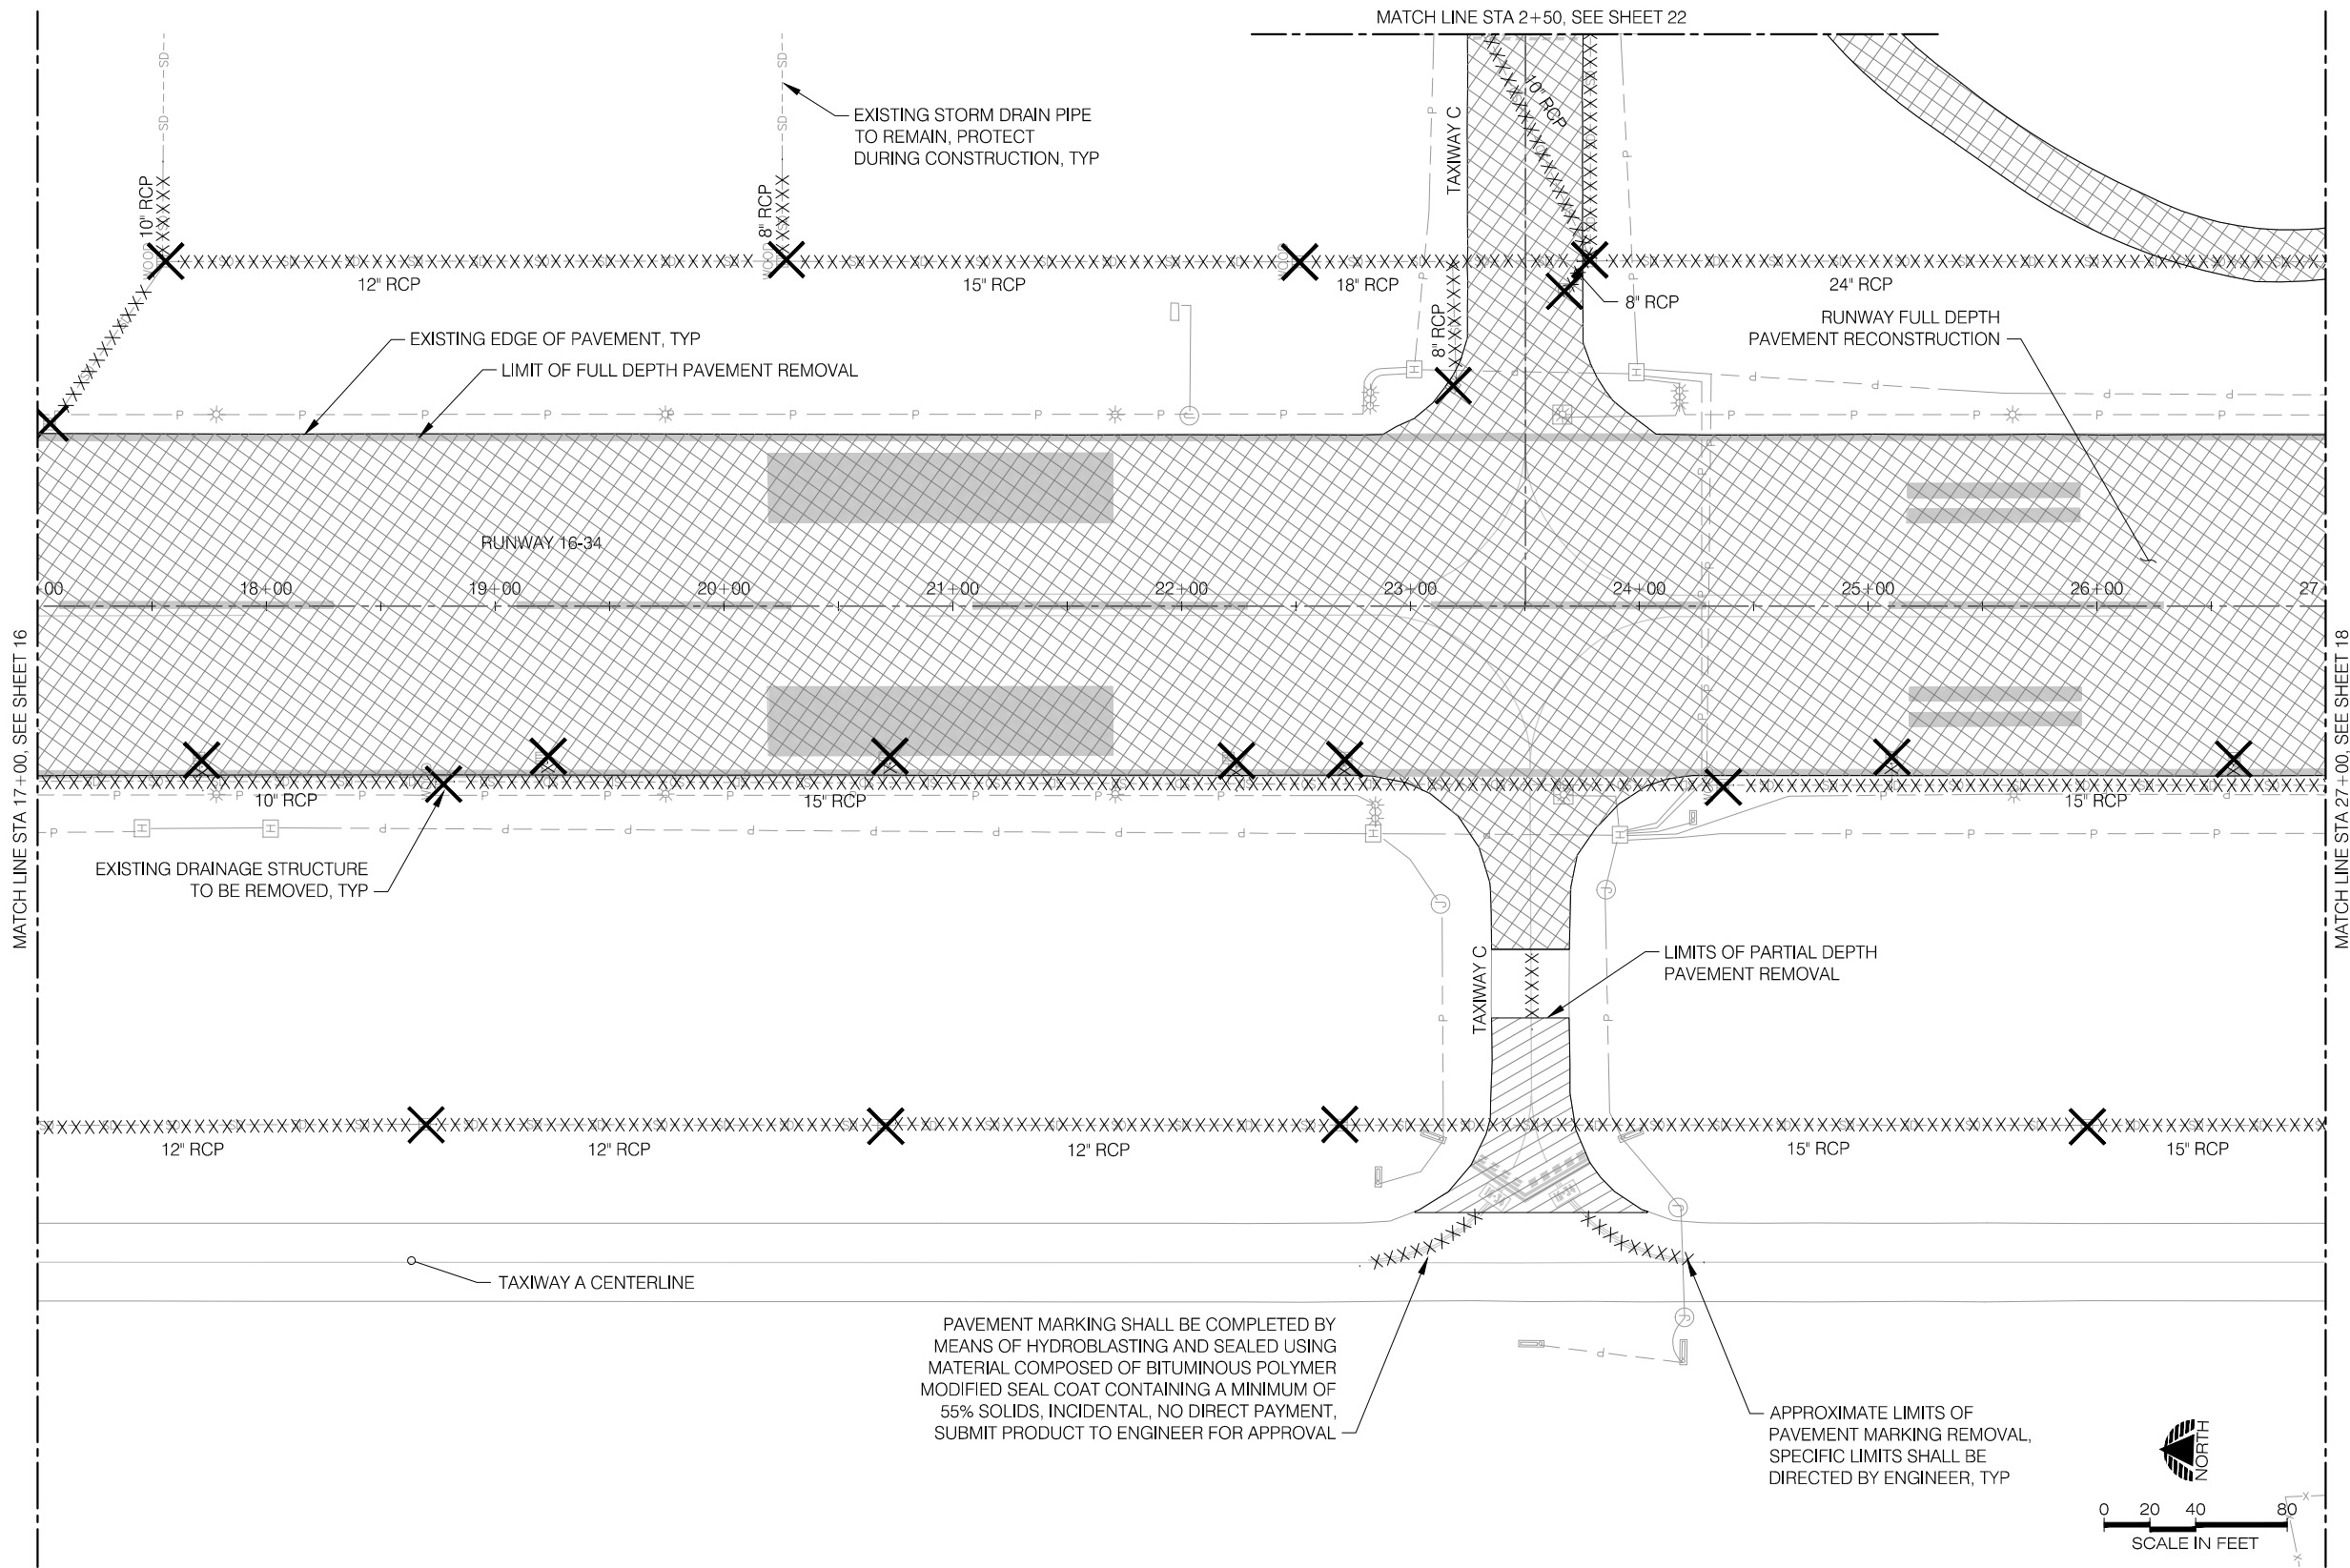 MATCH LINE STA 2+50, SEE SHEET 22
SD
SD
SD
SD
EXISTING STORM DRAIN PIPE
TO REMAIN, PROTECT
DURING CONSTRUCTION, TYP
10" RCP
8" RCP
TAXIWAY C
10" RCP
WOOD
WOOD
12" RCP
15" RCP
18" RCP
8" RCP
8" RCP
24" RCP
EXISTING EDGE OF PAVEMENT, TYP
LIMIT OF FULL DEPTH PAVEMENT REMOVAL
RUNWAY FULL DEPTH
PAVEMENT RECONSTRUCTION
RUNWAY 16-34
00
18+00
19+00
20+00
21+00
22+00
23+00
24+00
25+00
26+00
27
MATCH LINE STA 17+00, SEE SHEET 16
MATCH LINE STA 27+00, SEE SHEET 18
10" RCP
15" RCP
15" RCP
EXISTING DRAINAGE STRUCTURE
TO BE REMOVED, TYP
TAXIWAY C
LIMITS OF PARTIAL DEPTH
PAVEMENT REMOVAL
12" RCP
12" RCP
12" RCP
15" RCP
15" RCP
TAXIWAY A CENTERLINE
PAVEMENT MARKING SHALL BE COMPLETED BY
MEANS OF HYDROBLASTING AND SEALED USING
MATERIAL COMPOSED OF BITUMINOUS POLYMER
MODIFIED SEAL COAT CONTAINING A MINIMUM OF
55% SOLIDS, INCIDENTAL, NO DIRECT PAYMENT,
SUBMIT PRODUCT TO ENGINEER FOR APPROVAL
APPROXIMATE LIMITS OF
PAVEMENT MARKING REMOVAL,
SPECIFIC LIMITS SHALL BE
DIRECTED BY ENGINEER, TYP
NORTH
0 20 40 80
SCALE IN FEET